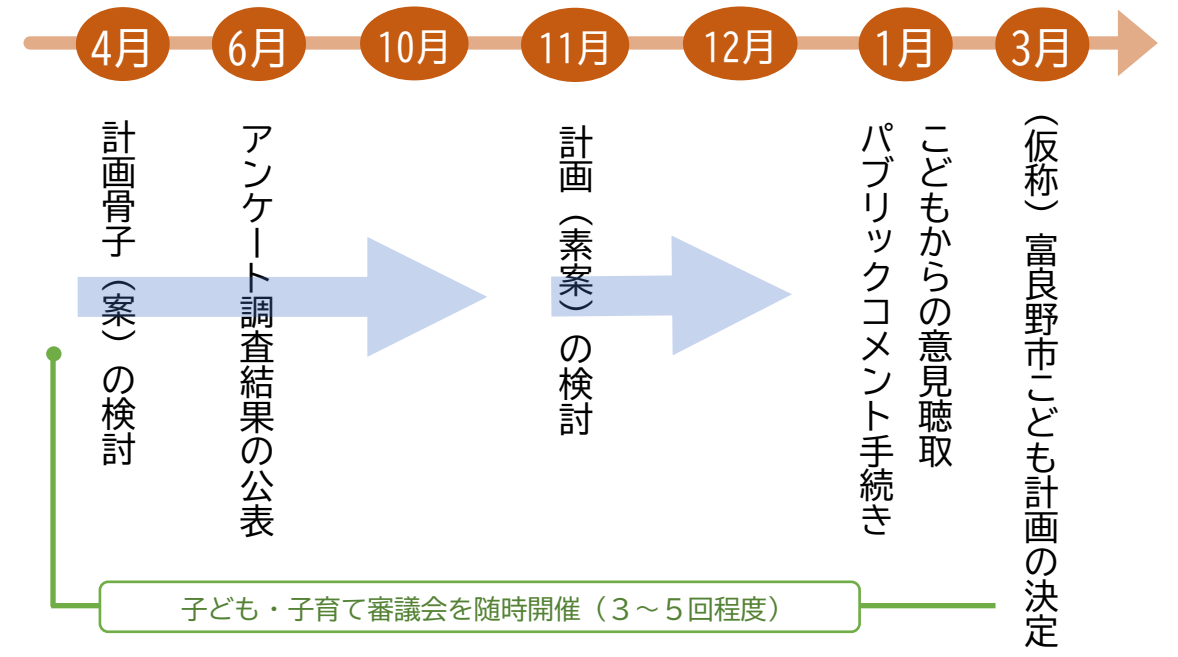 4月
6月
10月
11月
12月
1月
3月
計画骨子（案）の検討
アンケート調査結果の公表
計画（素案）の検討
こどもからの意見聴取
パブリックコメント手続き
（仮称）富良野市こども計画の決定
子ども・子育て審議会を随時開催（３～５回程度）